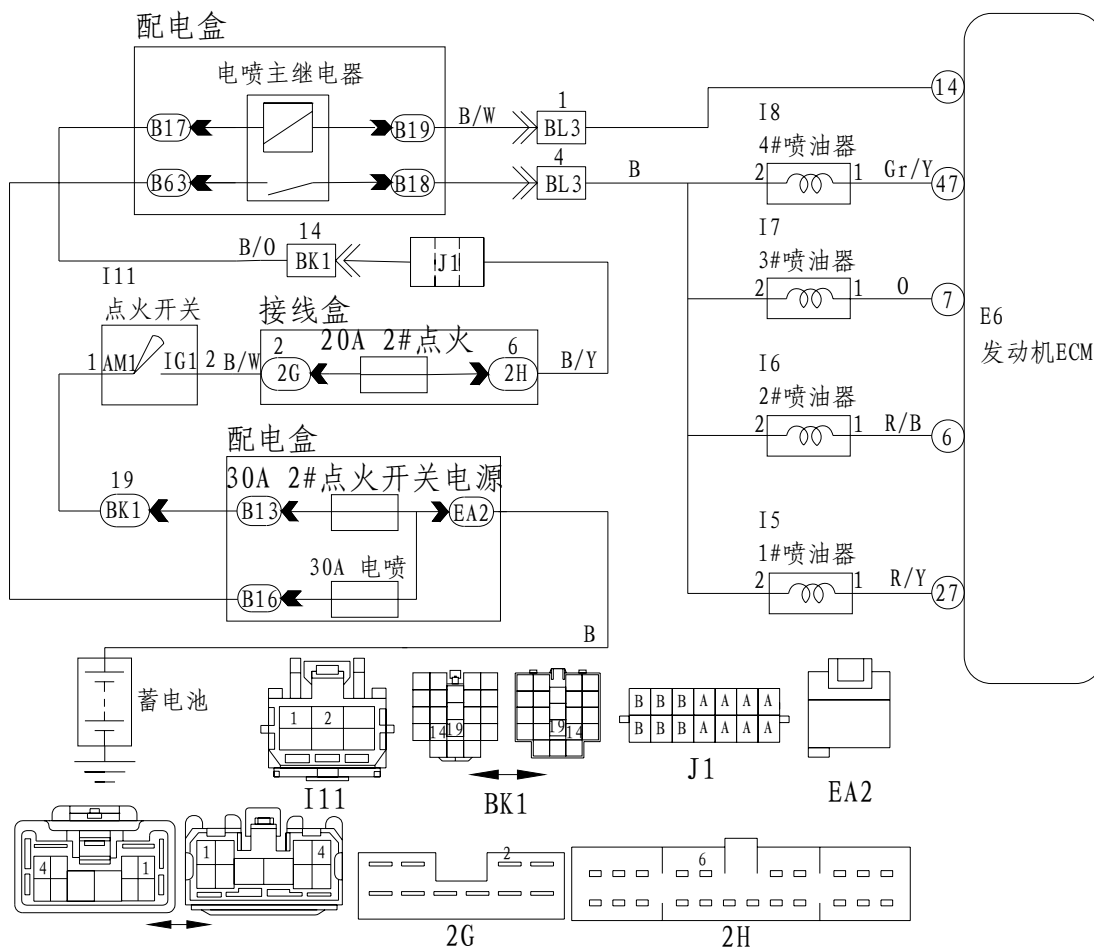 配电盒
电喷主继电器
B17
B19
B/W
1
BL3
14
B63
B18
4
BL3
B
I8
4#喷油器
2
1
Gr/Y
47
B/O
14
BK1
J1
I7
3#喷油器
2
1
O
7
I11
点火开关
1
AM1
IG1
2
B/W
接线盒
20A 2#点火
2
2G
6
2H
B/Y
E6
发动机ECM
I6
2#喷油器
2
1
R/B
6
配电盒
30A 2#点火开关电源
19
BK1
B13
EA2
30A 电喷
B16
I5
1#喷油器
2
1
R/Y
27
B
蓄电池
1 2
I11
14 19
19 14
BK1
B B B A A A A
B B B A A A A
J1
EA2
4 1
1 4
2
2G
6
2H